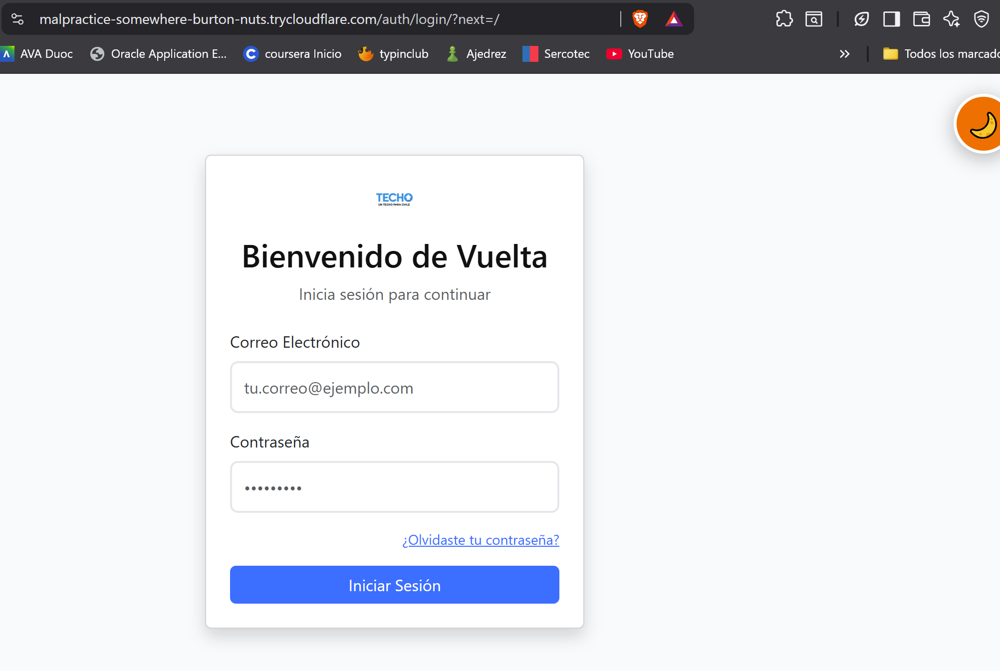 malpractice-somewhere-burton-nuts.trycloudflare.com/auth/login/?next=/
AVA Duoc Oracle Application E... coursera Inicio typinclub Ajedrez Sercotec YouTube Todos los marcado
TECHO
UN TECHO PARA CHILE
Bienvenido de Vuelta
Inicia sesión para continuar
Correo Electrónico
tu.correo@ejemplo.com
Contraseña
•••••••••
¿Olvidaste tu contraseña?
Iniciar Sesión